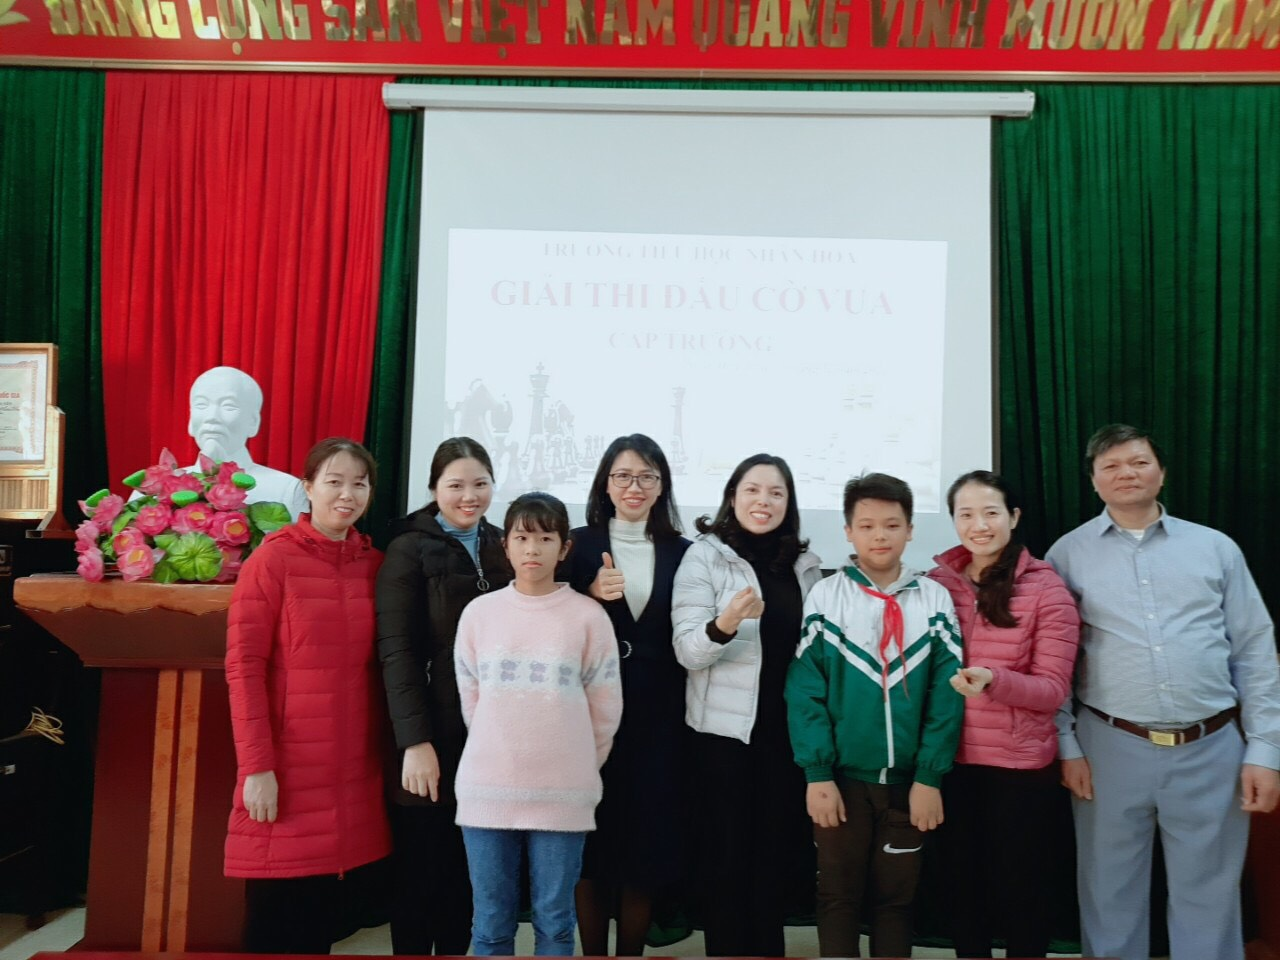 ĐẢNG CỘNG SẢN VIỆT NAM QUANG VINH MUÔN NĂM
TRƯỜNG TIỂU HỌC NHÂN HÒA
GIẢI THI ĐẤU CỜ VUA
CẤP TRƯỜNG